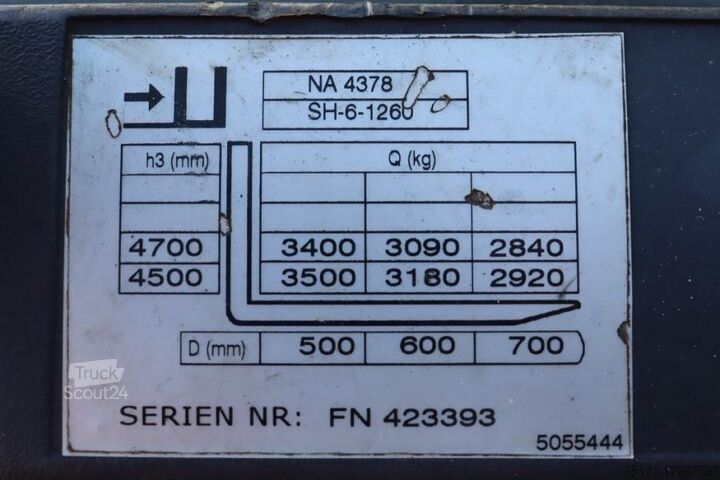 NA 4378
SH-6-1260
h3 (mm) Q (kg)
4700 3400 3090 2840
4500 3500 3180 2920
D (mm) 500 600 700
Truck
Scout24
SERIEN NR: FN 423393
5055444